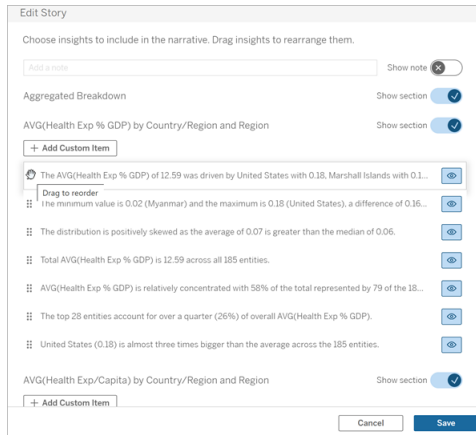 Edit Story
Choose insights to include in the narrative. Drag insights to rearrange them.
Add a note
Show note
Aggregated Breakdown
Show section
AVG(Health Exp % GDP) by Country/Region and Region
Show section
+ Add Custom Item
The AVG(Health Exp % GDP) of 12.59 was driven by United States with 0.18, Marshall Islands with 0.1...
Drag to reorder
The minimum value is 0.02 (Myanmar) and the maximum is 0.18 (United States), a difference of 0.16...
The distribution is positively skewed as the average of 0.07 is greater than the median of 0.06.
Total AVG(Health Exp % GDP) is 12.59 across all 185 entities.
AVG(Health Exp % GDP) is relatively concentrated with 58% of the total represented by 79 of the 18...
The top 28 entities account for over a quarter (26%) of overall AVG(Health Exp % GDP).
United States (0.18) is almost three times bigger than the average across the 185 entities.
AVG(Health Exp/Capita) by Country/Region and Region
Show section
+ Add Custom Item
Cancel
Save